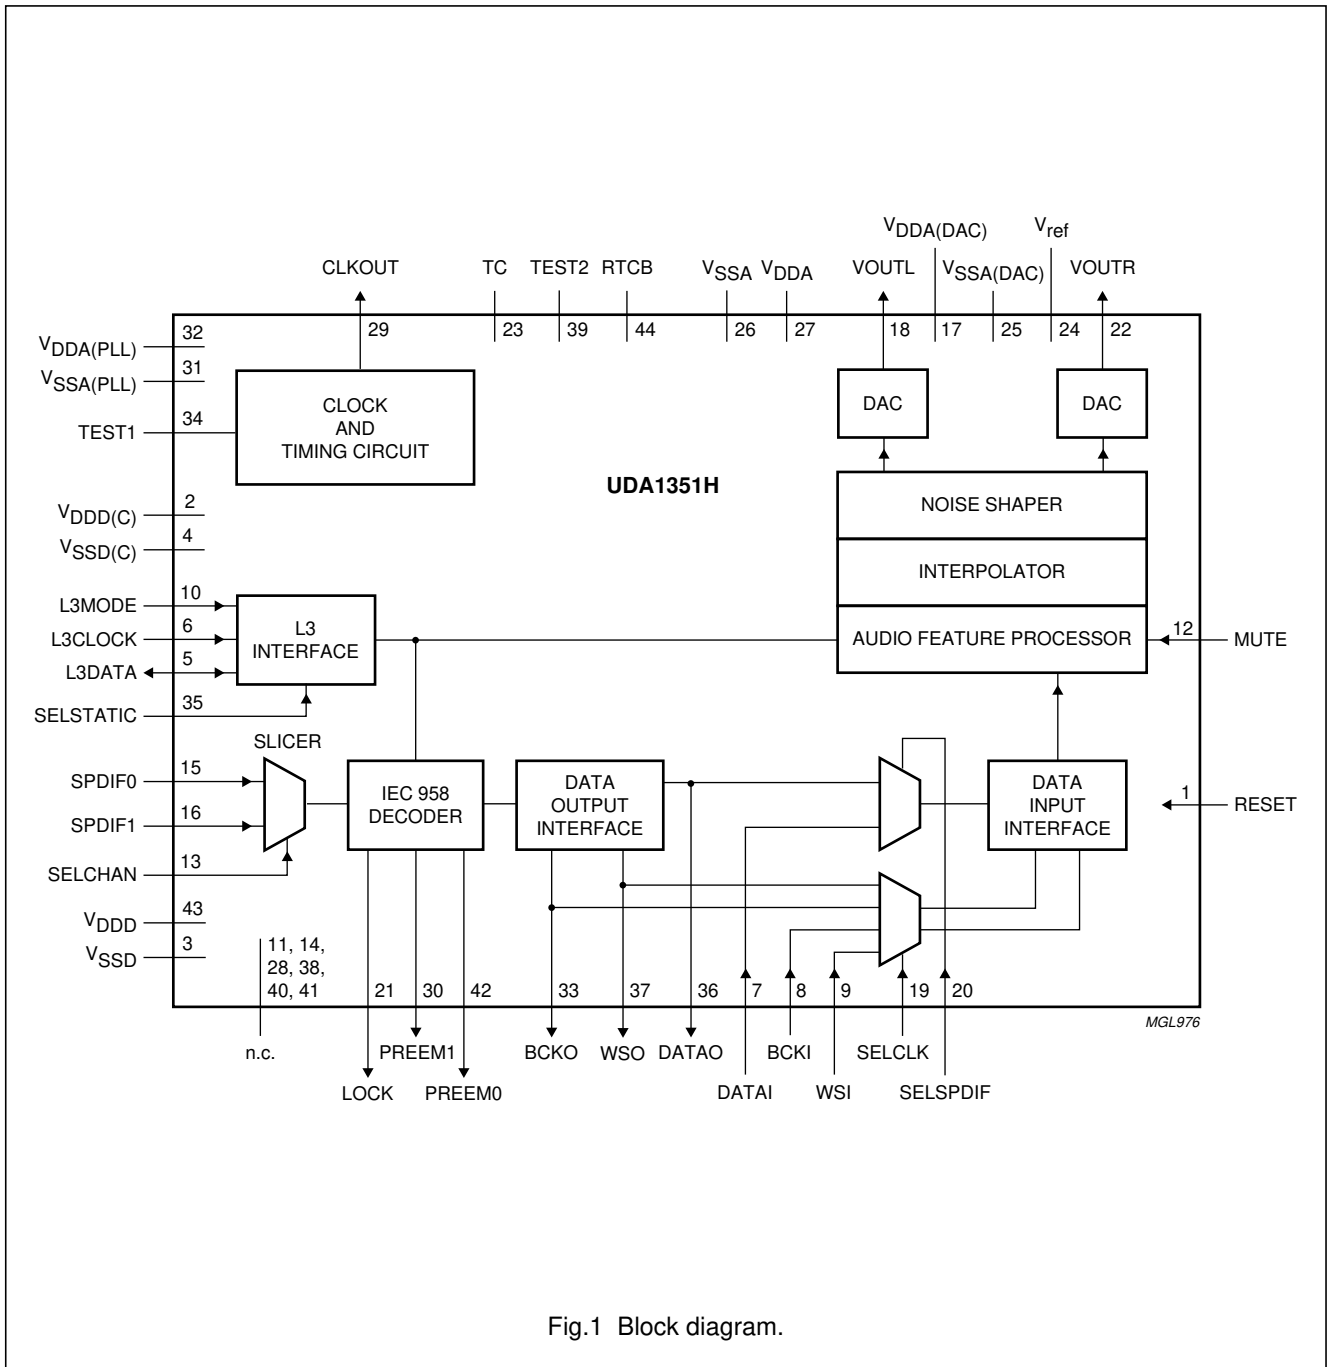 VDDA(DAC) Vref
CLKOUT TC TEST2 RTCB VSSA VDDA VOUTL VSSA(DAC) VOUTR
29 23 39 44 26 27 18 17 25 24 22
VDDA(PLL) 32
VSSA(PLL) 31
TEST1 34
CLOCK
AND
TIMING CIRCUIT
DAC DAC
UDA1351H
NOISE SHAPER
VDDD(C) 2
VSSD(C) 4
INTERPOLATOR
L3MODE 10
L3CLOCK 6
L3DATA 5
SELSTATIC 35
L3
INTERFACE
AUDIO FEATURE PROCESSOR
12 MUTE
SLICER
SPDIF0 15
SPDIF1 16
SELCHAN 13
IEC 958
DECODER
DATA
OUTPUT
INTERFACE
DATA
INPUT
INTERFACE
1 RESET
VDDD 43
VSSD 3
11, 14,
28, 38,
40, 41
21 30 42 33 37 36 7 8 9 19 20
MGL976
n.c. PREEM1 BCKO WSO DATAO BCKI SELCLK
LOCK PREEM0 DATAI WSI SELSPDIF
Fig.1 Block diagram.